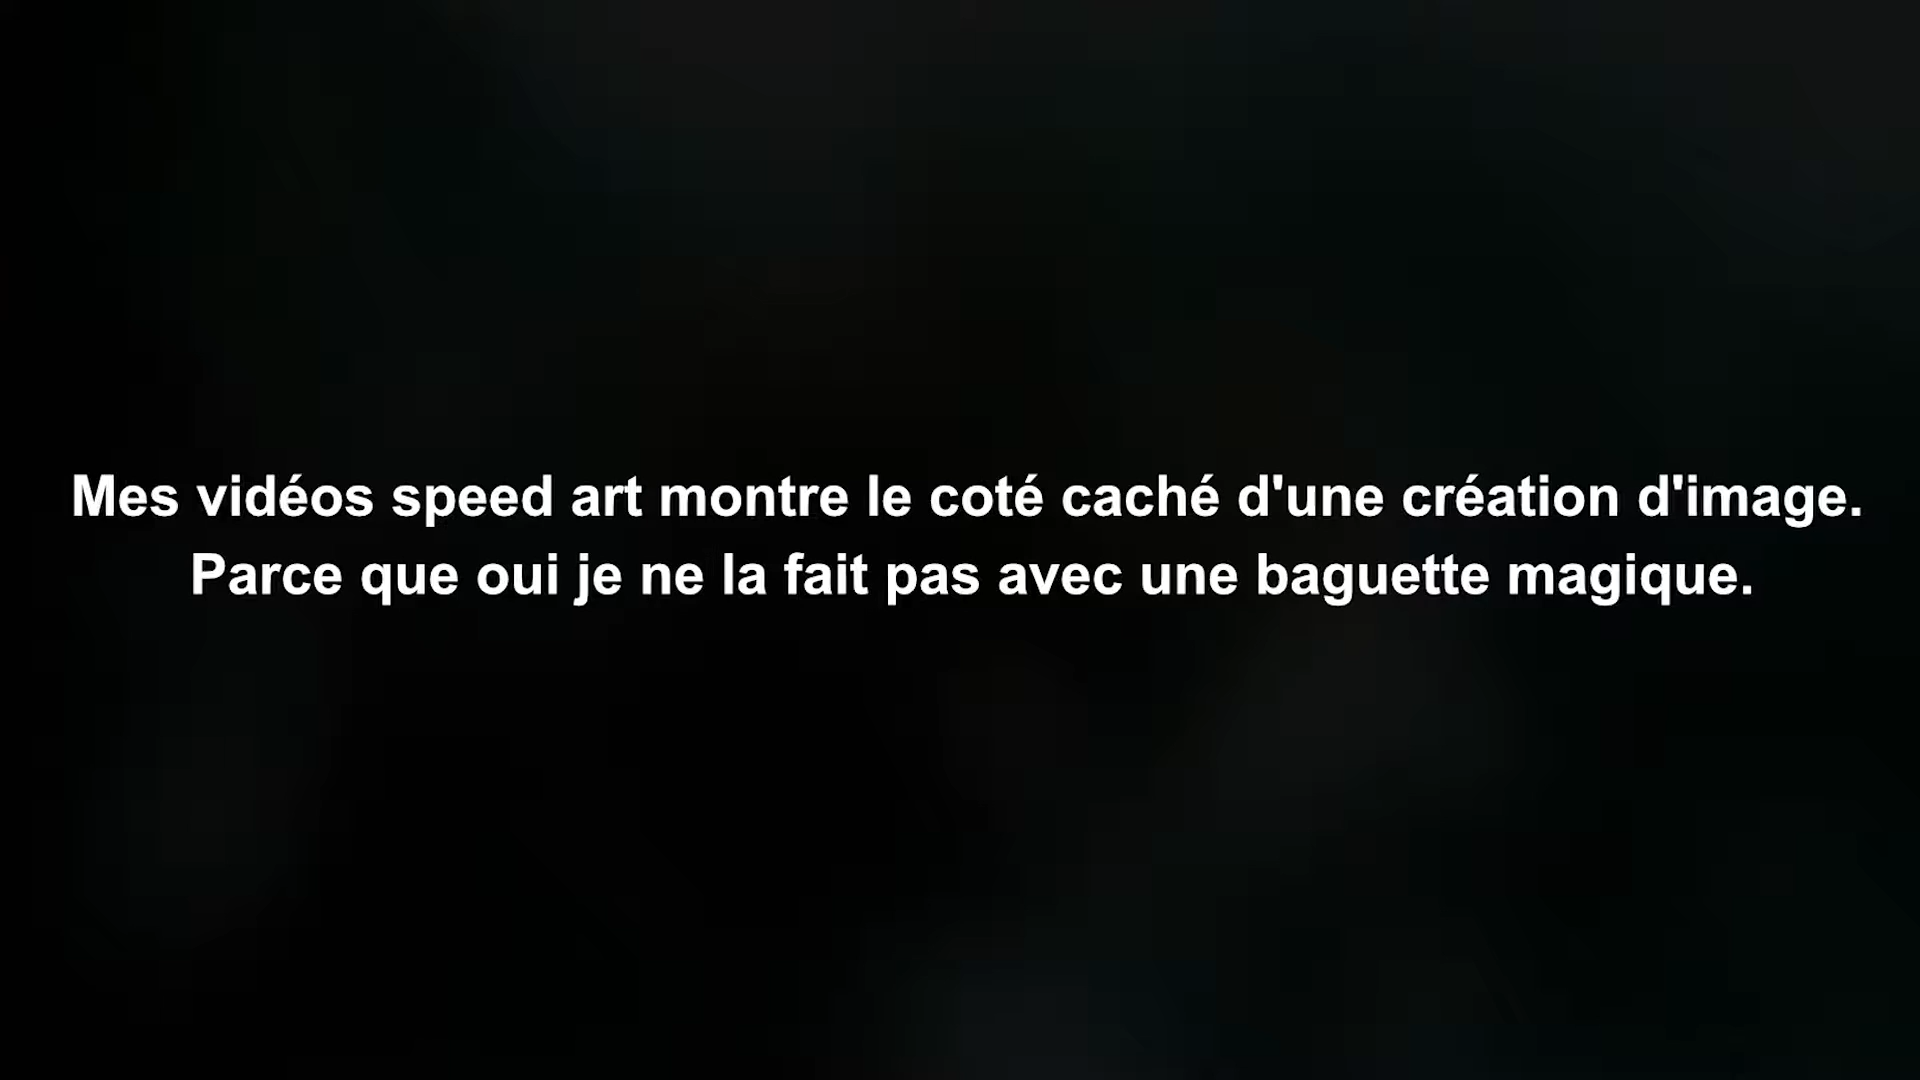 Mes vidéos speed art montre le coté caché d'une création d'image.
Parce que oui je ne la fait pas avec une baguette magique.